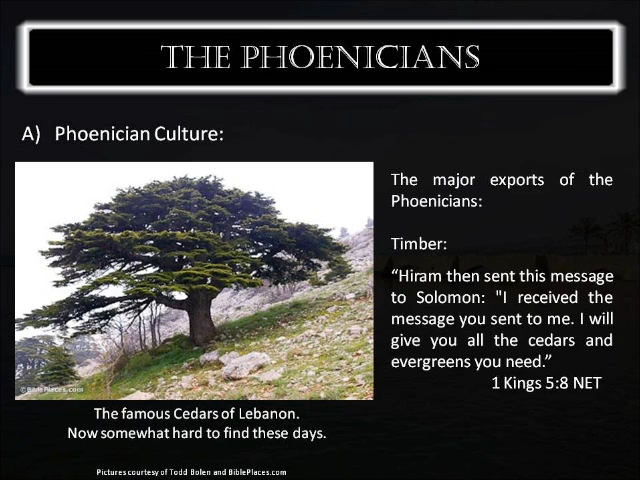 THE PHOENICIANS
A) Phoenician Culture:
The major exports of the
Phoenicians:
Timber:
“Hiram then sent this message
to Solomon: "I received the
message you sent to me. I will
give you all the cedars and
evergreens you need.”
1 Kings 5:8 NET
©BiblePlaces.com
The famous Cedars of Lebanon.
Now somewhat hard to find these days.
Pictures courtesy of Todd Bolen and BiblePlaces.com